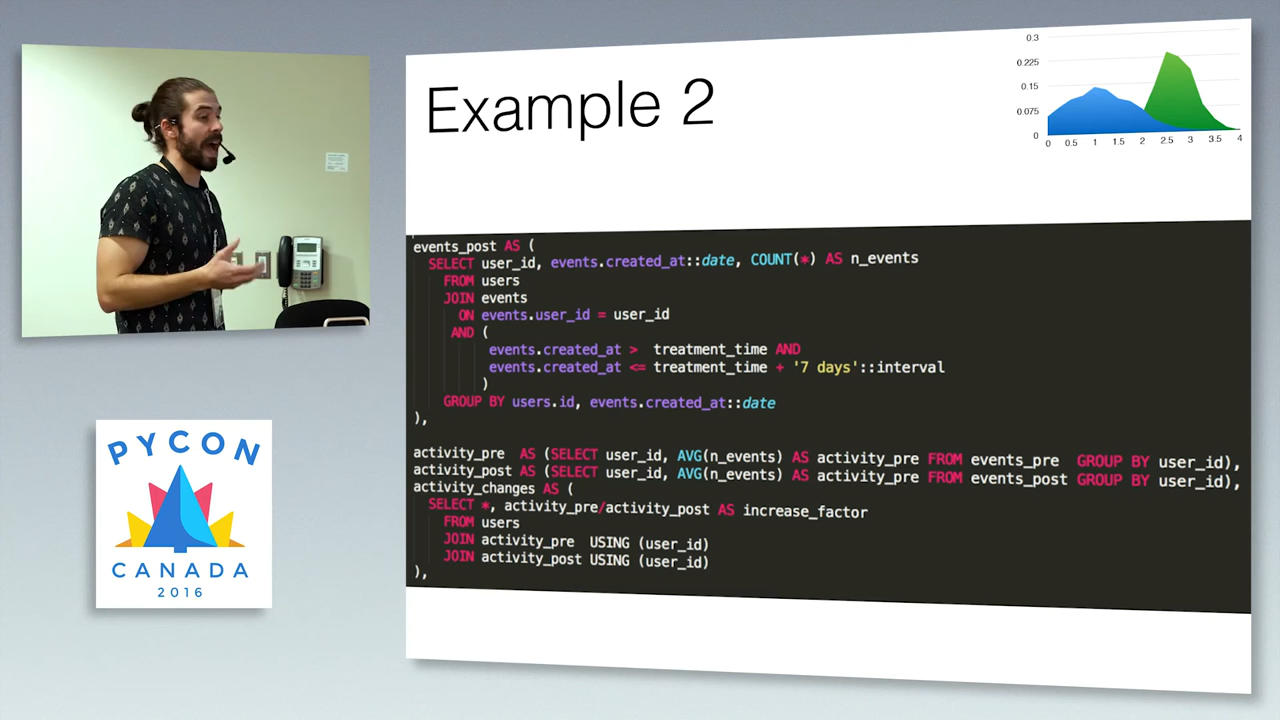 Example 2
0.3
0.225
0.15
0.075
0
0 0.5 1 1.5 2 2.5 3 3.5 4
events_post AS (
SELECT user_id, events.created_at::date, COUNT(*) AS n_events
FROM users
JOIN events
ON events.user_id = user_id
AND (
events.created_at > treatment_time AND
events.created_at <= treatment_time + '7 days'::interval
)
GROUP BY users.id, events.created_at::date
),
activity_pre AS (SELECT user_id, AVG(n_events) AS activity_pre FROM events_pre GROUP BY user_id),
activity_post AS (SELECT user_id, AVG(n_events) AS activity_pre FROM events_post GROUP BY user_id),
activity_changes AS (
SELECT *, activity_pre/activity_post AS increase_factor
FROM users
JOIN activity_pre USING (user_id)
JOIN activity_post USING (user_id)
),
PYCON
CANADA
2016